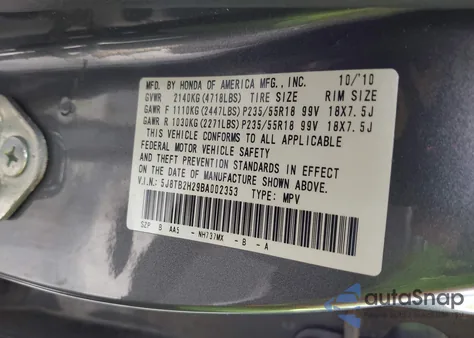 MFD. BY HONDA OF AMERICA MFG., INC. 10/'10
GVWR 2140KG (4718LBS) TIRE SIZE RIM SIZE
GAWR F 1110KG (2447LBS) P235/55R18 99V 18X7.5J
GAWR R 1030KG (2271LBS) P235/55R18 99V 18X7.5J
THIS VEHICLE CONFORMS TO ALL APPLICABLE
FEDERAL MOTOR VEHICLE SAFETY
AND THEFT PREVENTION STANDARDS IN EFFECT
ON THE DATE OF MANUFACTURE SHOWN ABOVE.
V.I.N.: 5J8TB2H29BA002353 TYPE: MPV
SZP B AA5 - NH737MX - B - A
autoSnap